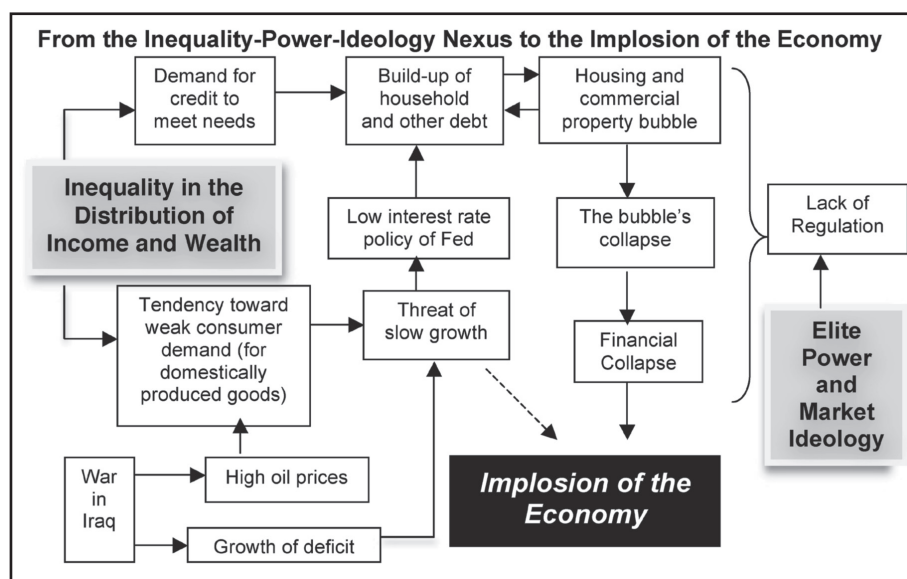 From the Inequality-Power-Ideology Nexus to the Implosion of the Economy
Demand for
credit to
meet needs
Build-up of
household
and other debt
Housing and
commercial
property bubble
Inequality in the
Distribution of
Income and Wealth
Low interest rate
policy of Fed
The bubble's
collapse
Lack of
Regulation
Tendency toward
weak consumer
demand (for
domestically
produced goods)
Threat of
slow growth
Financial
Collapse
Elite
Power
and
Market
Ideology
War
in
Iraq
High oil prices
Growth of deficit
Implosion of the
Economy